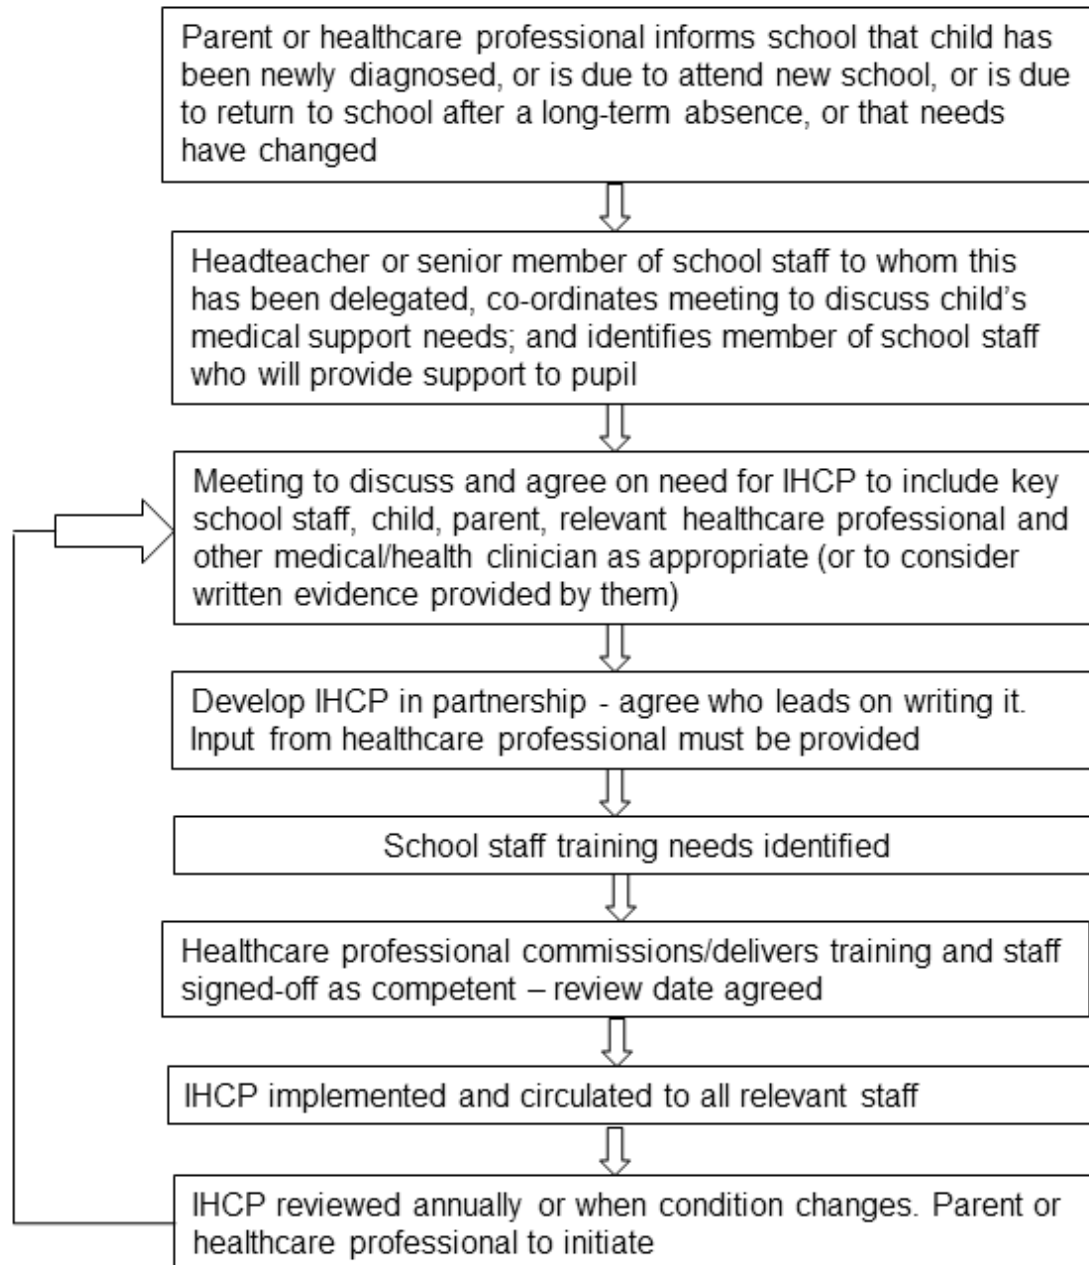 Parent or healthcare professional informs school that child has
been newly diagnosed, or is due to attend new school, or is due
to return to school after a long-term absence, or that needs
have changed
Headteacher or senior member of school staff to whom this
has been delegated, co-ordinates meeting to discuss child's
medical support needs; and identifies member of school staff
who will provide support to pupil
Meeting to discuss and agree on need for IHCP to include key
school staff, child, parent, relevant healthcare professional and
other medical/health clinician as appropriate (or to consider
written evidence provided by them)
Develop IHCP in partnership - agree who leads on writing it.
Input from healthcare professional must be provided
School staff training needs identified
Healthcare professional commissions/delivers training and staff
signed-off as competent – review date agreed
IHCP implemented and circulated to all relevant staff
IHCP reviewed annually or when condition changes. Parent or
healthcare professional to initiate